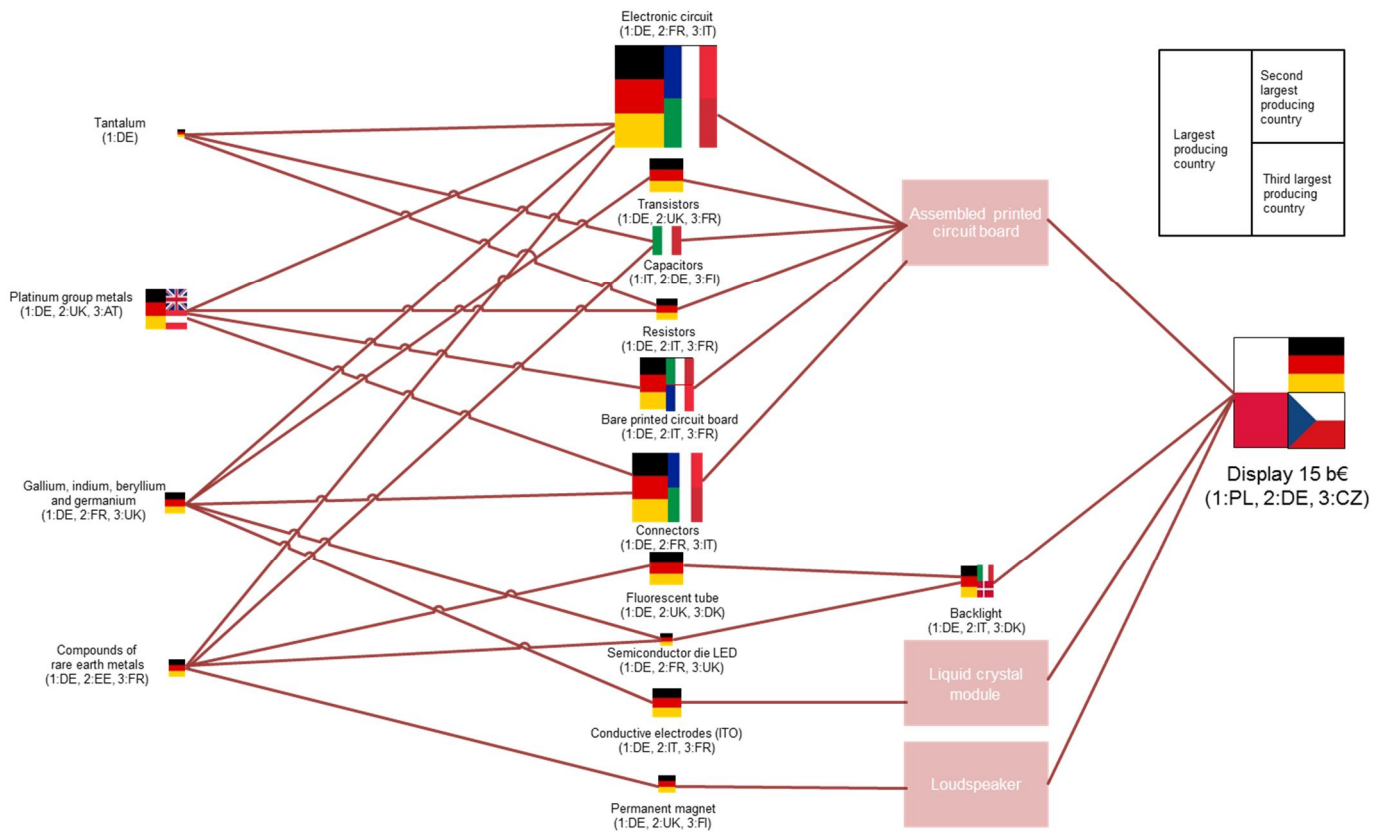 Electronic circuit
(1:DE, 2:FR, 3:IT)
Tantalum
(1:DE)
Transistors
(1:DE, 2:UK, 3:FR)
Capacitors
(1:IT, 2:DE, 3:FI)
Platinum group metals
(1:DE, 2:UK, 3:AT)
Resistors
(1:DE, 2:IT, 3:FR)
Bare printed circuit board
(1:DE, 2:IT, 3:FR)
Gallium, indium, beryllium
and germanium
(1:DE, 2:FR, 3:UK)
Connectors
(1:DE, 2:FR, 3:IT)
Fluorescent tube
(1:DE, 2:UK, 3:DK)
Compounds of
rare earth metals
(1:DE, 2:EE, 3:FR)
Semiconductor die LED
(1:DE, 2:FR, 3:UK)
Conductive electrodes (ITO)
(1:DE, 2:IT, 3:FR)
Permanent magnet
(1:DE, 2:UK, 3:FI)
Assembled printed
circuit board
Backlight
(1:DE, 2:IT, 3:DK)
Liquid crystal
module
Loudspeaker
Largest
producing
country
Second
largest
producing
country
Third largest
producing
country
Display 15 b€
(1:PL, 2:DE, 3:CZ)